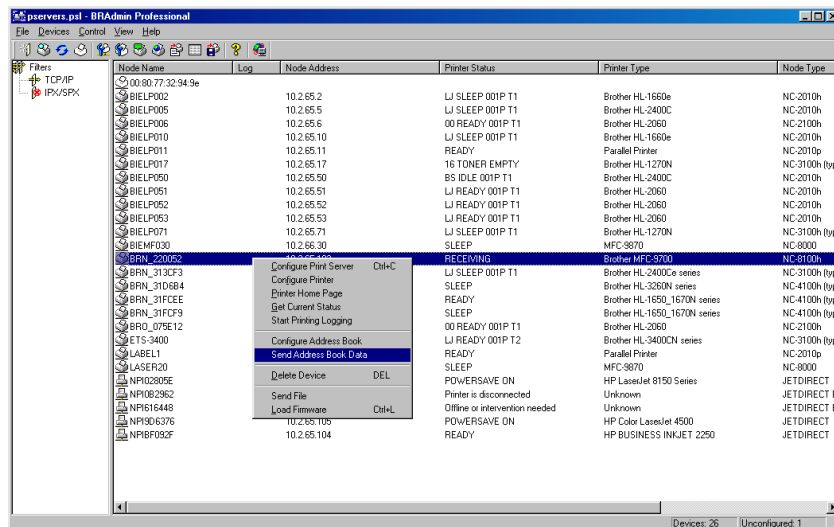 pservers.psl - BRAdmin Professional
File Devices Control View Help
Filters
TCP/IP
IPX/SPX
Node Name Log Node Address Printer Status Printer Type Node Type
00:80:77:32:94:9e
BIELP002 10.2.65.2 LJ SLEEP 001P T1 Brother HL-1660e NC-2010h
BIELP005 10.2.65.5 LJ SLEEP 001P T1 Brother HL-2400C NC-2010h
BIELP006 10.2.65.6 00 READY 001P T1 Brother HL-2060 NC-2100h
BIELP010 10.2.65.10 LJ SLEEP 001P T1 Brother HL-1660e NC-2010h
BIELP011 10.2.65.11 READY Parallel Printer NC-2010p
BIELP017 10.2.65.17 16 TONER EMPTY Brother HL-1270N NC-3100h (typ
BIELP050 10.2.65.50 BS IDLE 001P T1 Brother HL-2400C NC-2010h
BIELP051 10.2.65.51 LJ READY 001P T1 Brother HL-2060 NC-2010h
BIELP052 10.2.65.52 LJ READY 001P T1 Brother HL-2060 NC-2010h
BIELP053 10.2.65.53 LJ READY 001P T1 Brother HL-2060 NC-2010h
BIELP071 10.2.65.71 LJ SLEEP 001P T1 Brother HL-1270N NC-3100h (typ
BIEMF030 10.2.66.30 SLEEP MFC-9870 NC-8000
BRN_220052 RECEIVING Brother MFC-9700 NC-8100h
BRN_313CF3 LJ SLEEP 001P T1 Brother HL-2400Ce series NC-3100h (typ
BRN_31D6B4 SLEEP Brother HL-3260N series NC-4100h (typ
BRN_31FCEE READY Brother HL-1650_1670N series NC-4100h (typ
BRN_31FCF9 SLEEP Brother HL-1650_1670N series NC-4100h (typ
BRO_075E12 00 READY 001P T1 Brother HL-2060 NC-2100h
ETS-3400 LJ READY 001P T2 Brother HL-3400CN series NC-3100h (typ
LABEL1 READY Parallel Printer NC-2010p
LASER20 SLEEP MFC-9870 NC-8000
NPI02805E POWERSAVE ON HP LaserJet 8150 Series JETDIRECT
NPI0B2962 Printer is disconnected Unknown JETDIRECT E
NPI616448 Offline or intervention needed Unknown JETDIRECT E
NPI9D6376 10.2.65.105 POWERSAVE ON HP Color LaserJet 4500 JETDIRECT
NPIBF092F 10.2.65.104 READY HP BUSINESS INKJET 2250 JETDIRECT
Configure Print Server Ctrl+C
Configure Printer
Printer Home Page
Get Current Status
Start Printing Logging
Configure Address Book
Send Address Book Data
Delete Device DEL
Send File
Load Firmware Ctrl+L
Devices: 26 Unconfigured: 1